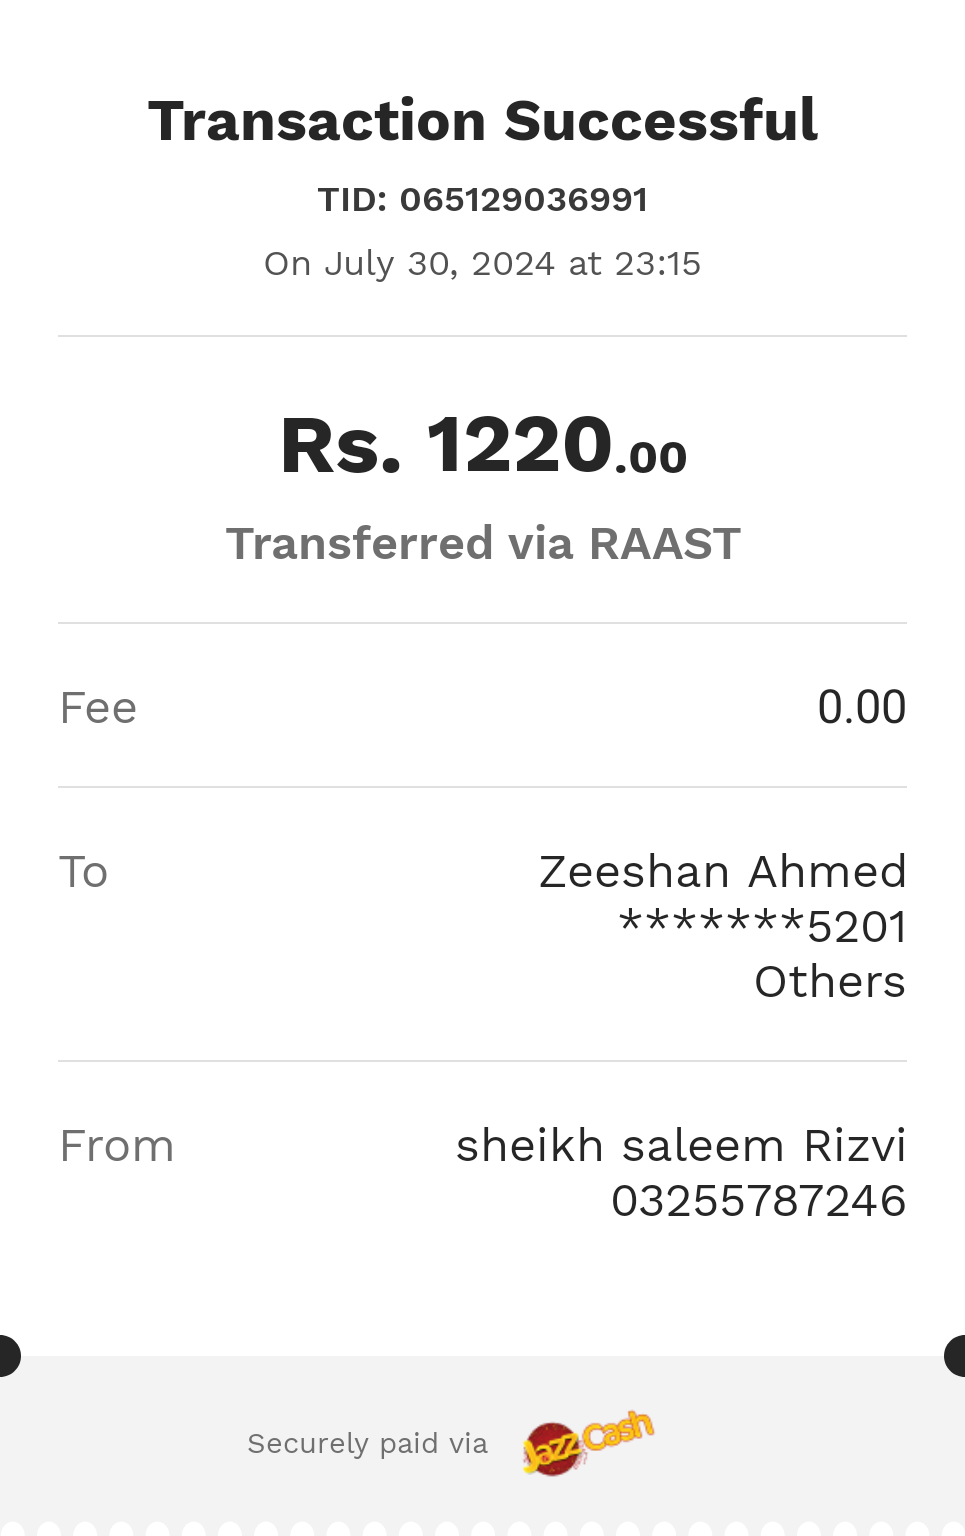 Transaction Successful
TID: 065129036991
On July 30, 2024 at 23:15
Rs. 1220.00
Transferred via RAAST
Fee 0.00
To Zeeshan Ahmed
*******5201
Others
From sheikh saleem Rizvi
03255787246
Securely paid via JazzCash